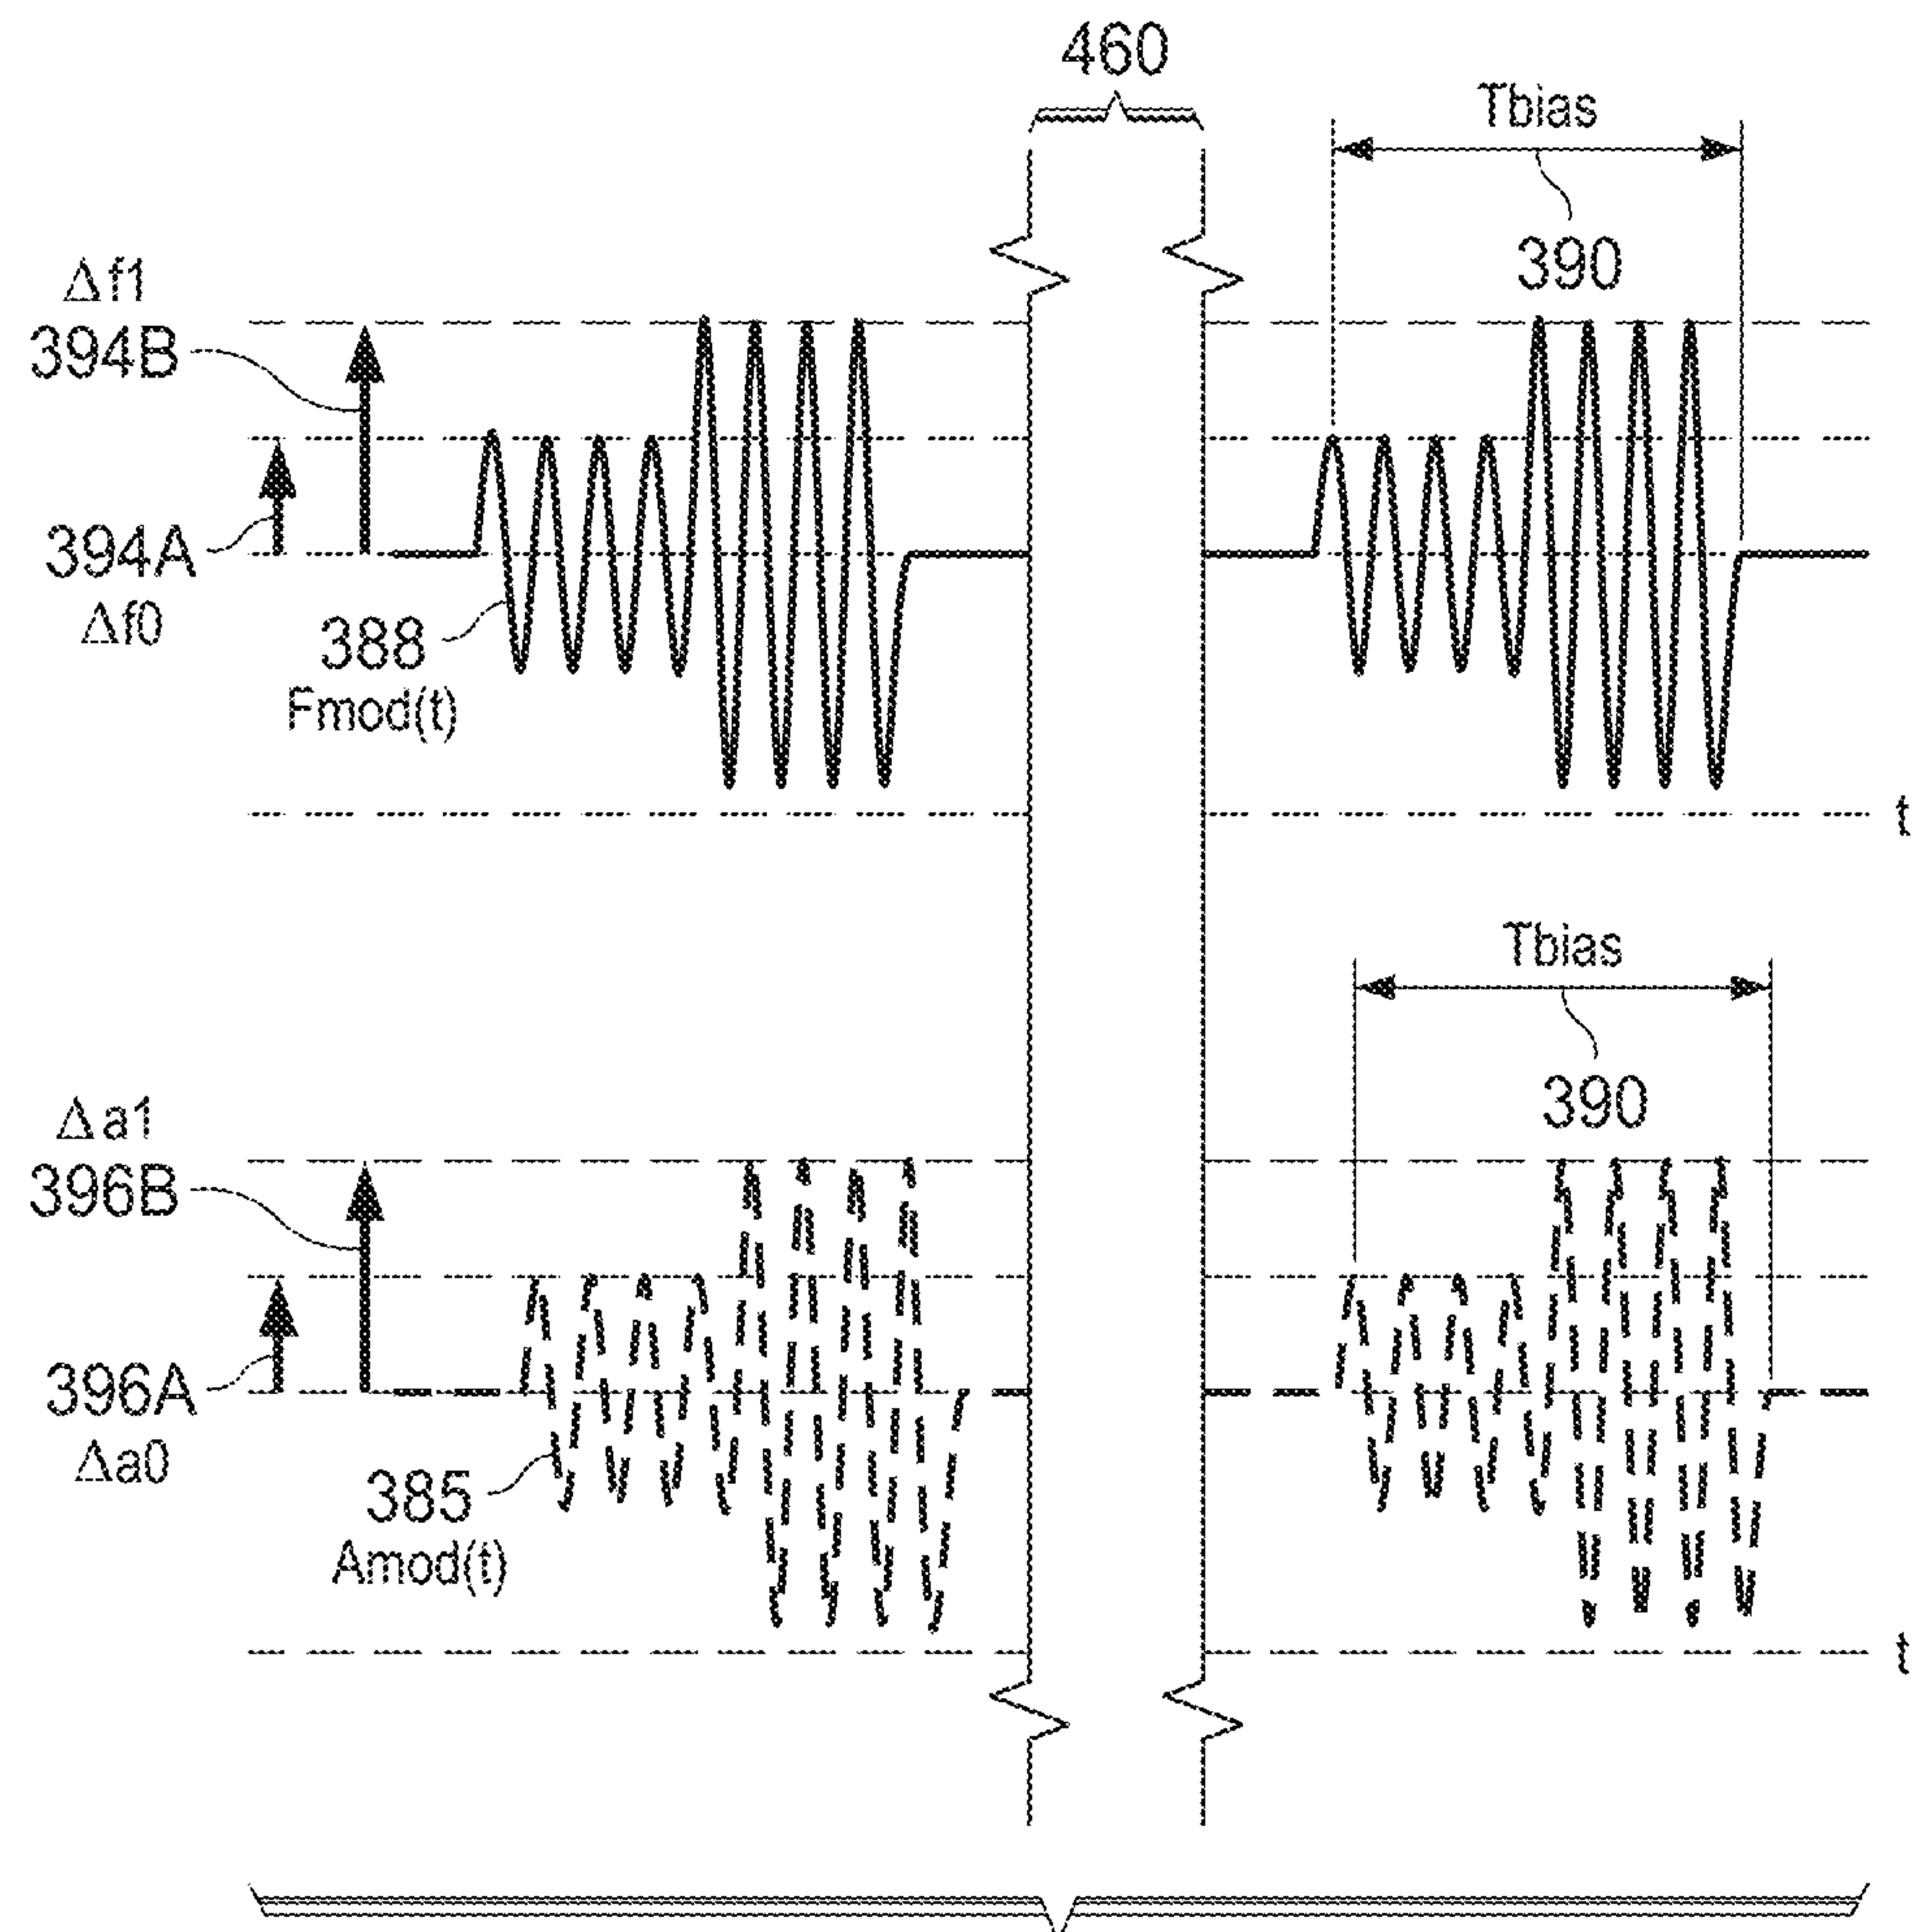 460
Tbias
390
Δf1
394B
394A
Δf0
388
Fmod(t)
t
Tbias
390
Δa1
396B
396A
Δa0
385
Amod(t)
t